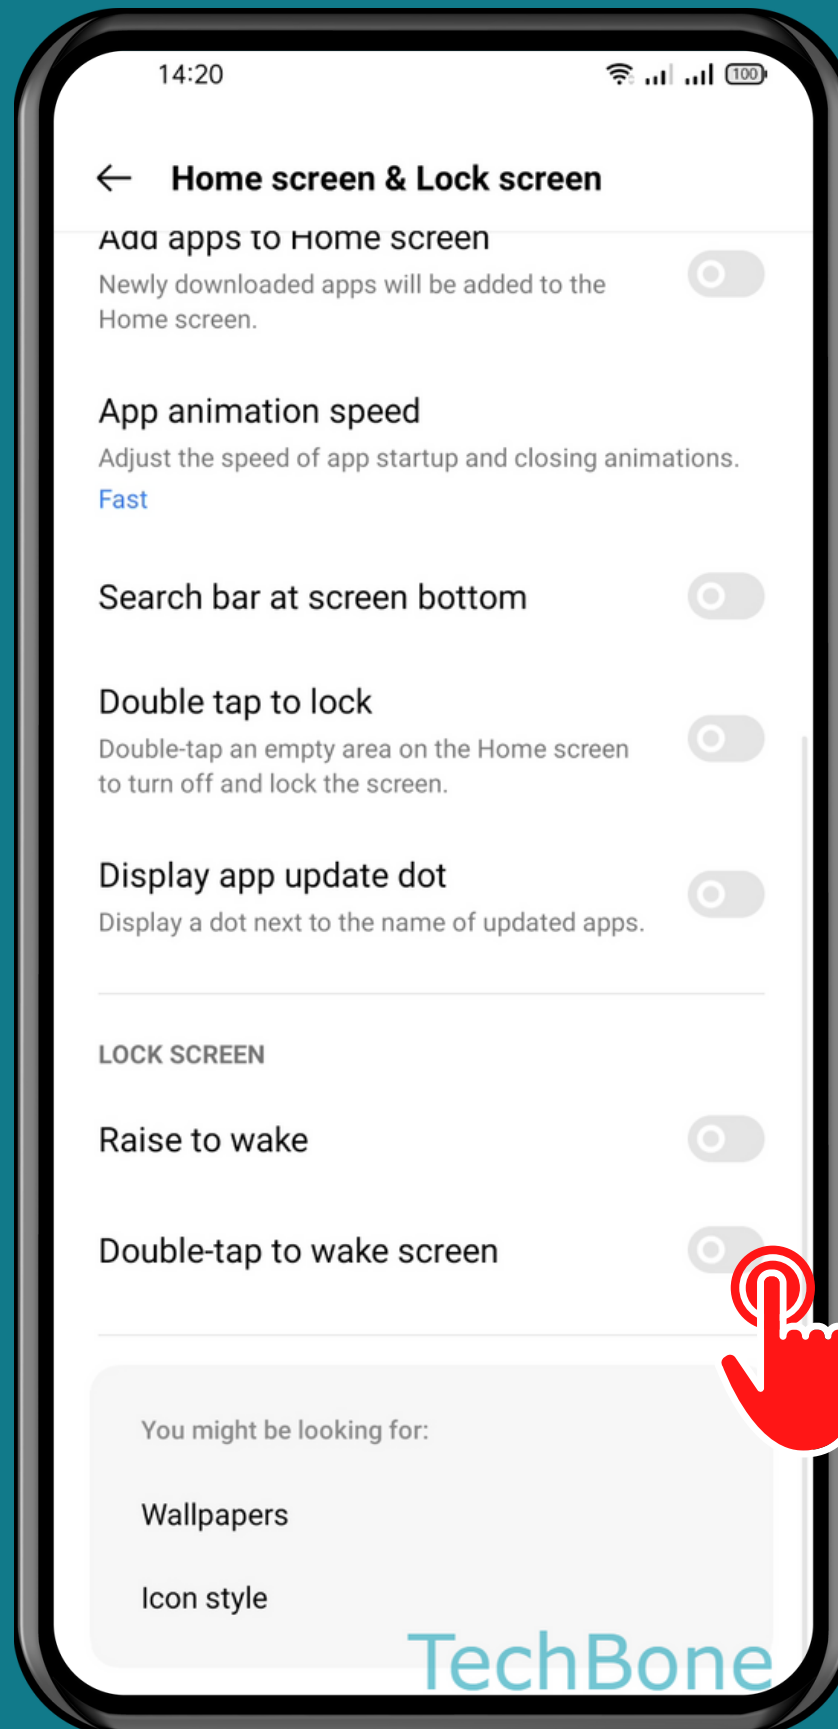 14:20
100
Home screen & Lock screen
Add apps to Home screen
Newly downloaded apps will be added to the
Home screen.
App animation speed
Adjust the speed of app startup and closing animations.
Fast
Search bar at screen bottom
Double tap to lock
Double-tap an empty area on the Home screen
to turn off and lock the screen.
Display app update dot
Display a dot next to the name of updated apps.
LOCK SCREEN
Raise to wake
Double-tap to wake screen
You might be looking for:
Wallpapers
Icon style
TechBone